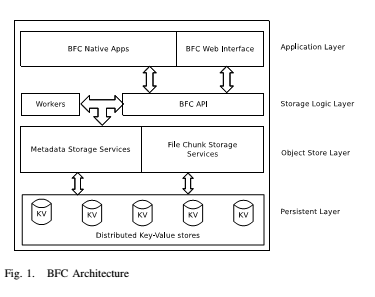 BFC Native Apps
BFC Web Interface
Application Layer
Workers
BFC API
Storage Logic Layer
Metadata Storage Services
File Chunk Storage
Services
Object Store Layer
KV
KV
KV
KV
KV
Persistent Layer
Distributed Key-Value stores
Fig. 1. BFC Architecture